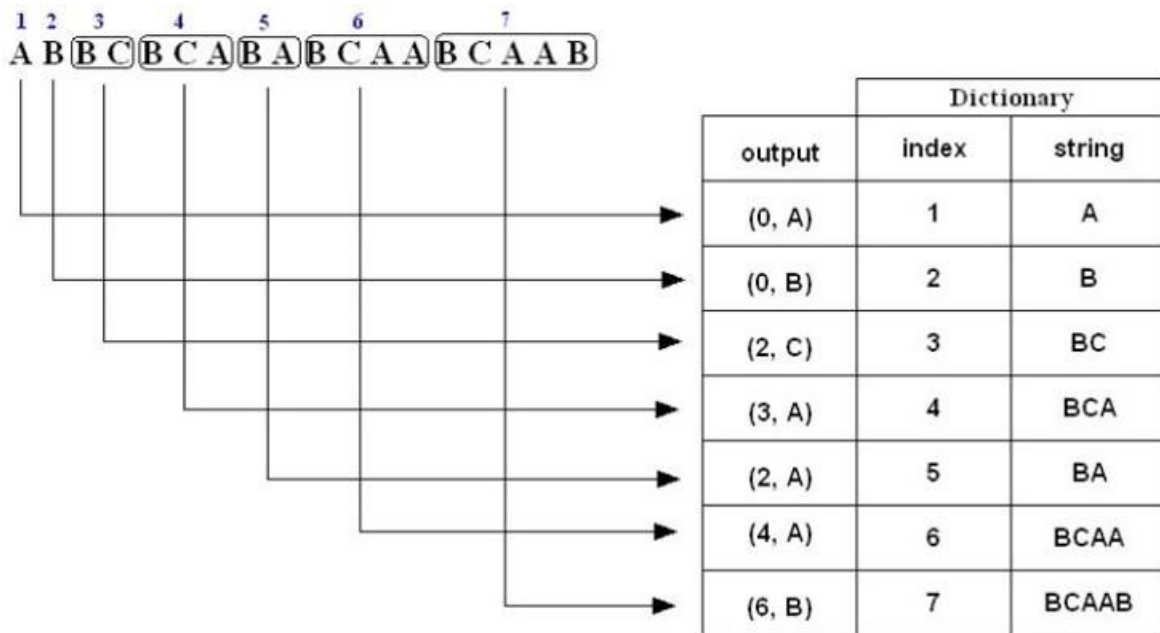 1 2 3 4 5 6 7
A B B C B C A B A B C A A B C A A B
Dictionary
output index string
(0, A) 1 A
(0, B) 2 B
(2, C) 3 BC
(3, A) 4 BCA
(2, A) 5 BA
(4, A) 6 BCAA
(6, B) 7 BCAAB